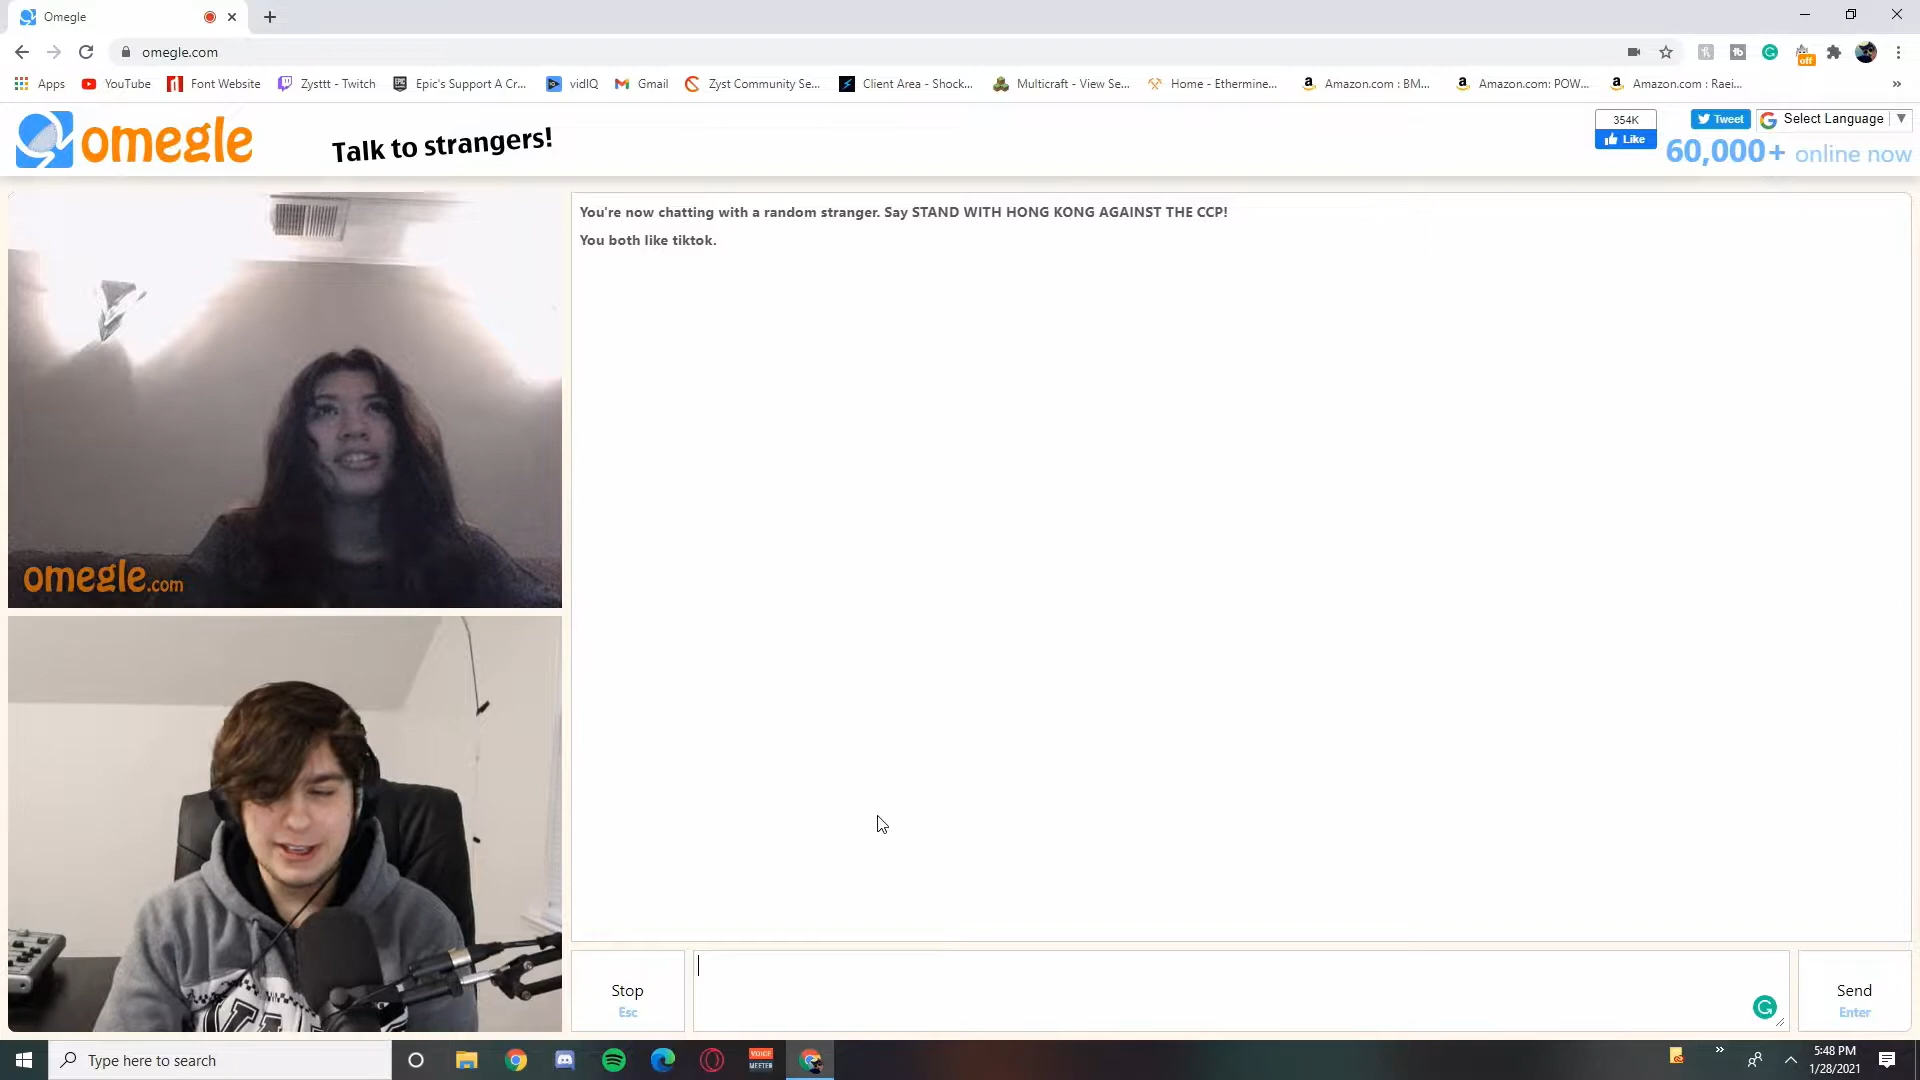 Omegle
omegle.com
Apps
YouTube
Font Website
Zysttt - Twitch
Epic's Support A Cr...
vidIQ
Gmail
Zyst Community Se...
Client Area - Shock...
Multicraft - View Se...
Home - Ethermine...
Amazon.com : BM...
Amazon.com: POW...
Amazon.com : Raei...
»
omegle
Talk to strangers!
354K
Like
Tweet
Select Language
60,000+ online now
You're now chatting with a random stranger. Say STAND WITH HONG KONG AGAINST THE CCP!
You both like tiktok.
omegle.com
Stop
Esc
Send
Enter
Type here to search
VOICE
MEETER
5:48 PM
1/28/2021
off
EPIC